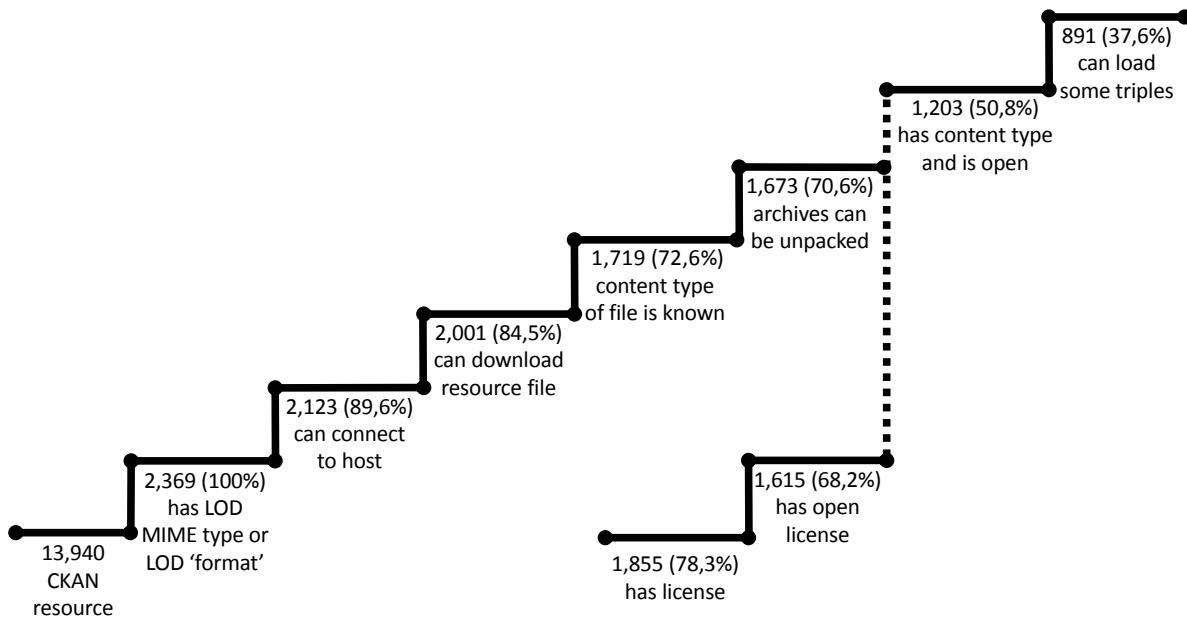 891 (37,6%)
can load
some triples
1,203 (50,8%)
has content type
and is open
1,673 (70,6%)
archives can
be unpacked
1,719 (72,6%)
content type
of file is known
2,001 (84,5%)
can download
resource file
2,123 (89,6%)
can connect
to host
2,369 (100%)
has LOD
MIME type or
LOD ‘format’
13,940
CKAN
resource
1,615 (68,2%)
has open
license
1,855 (78,3%)
has license